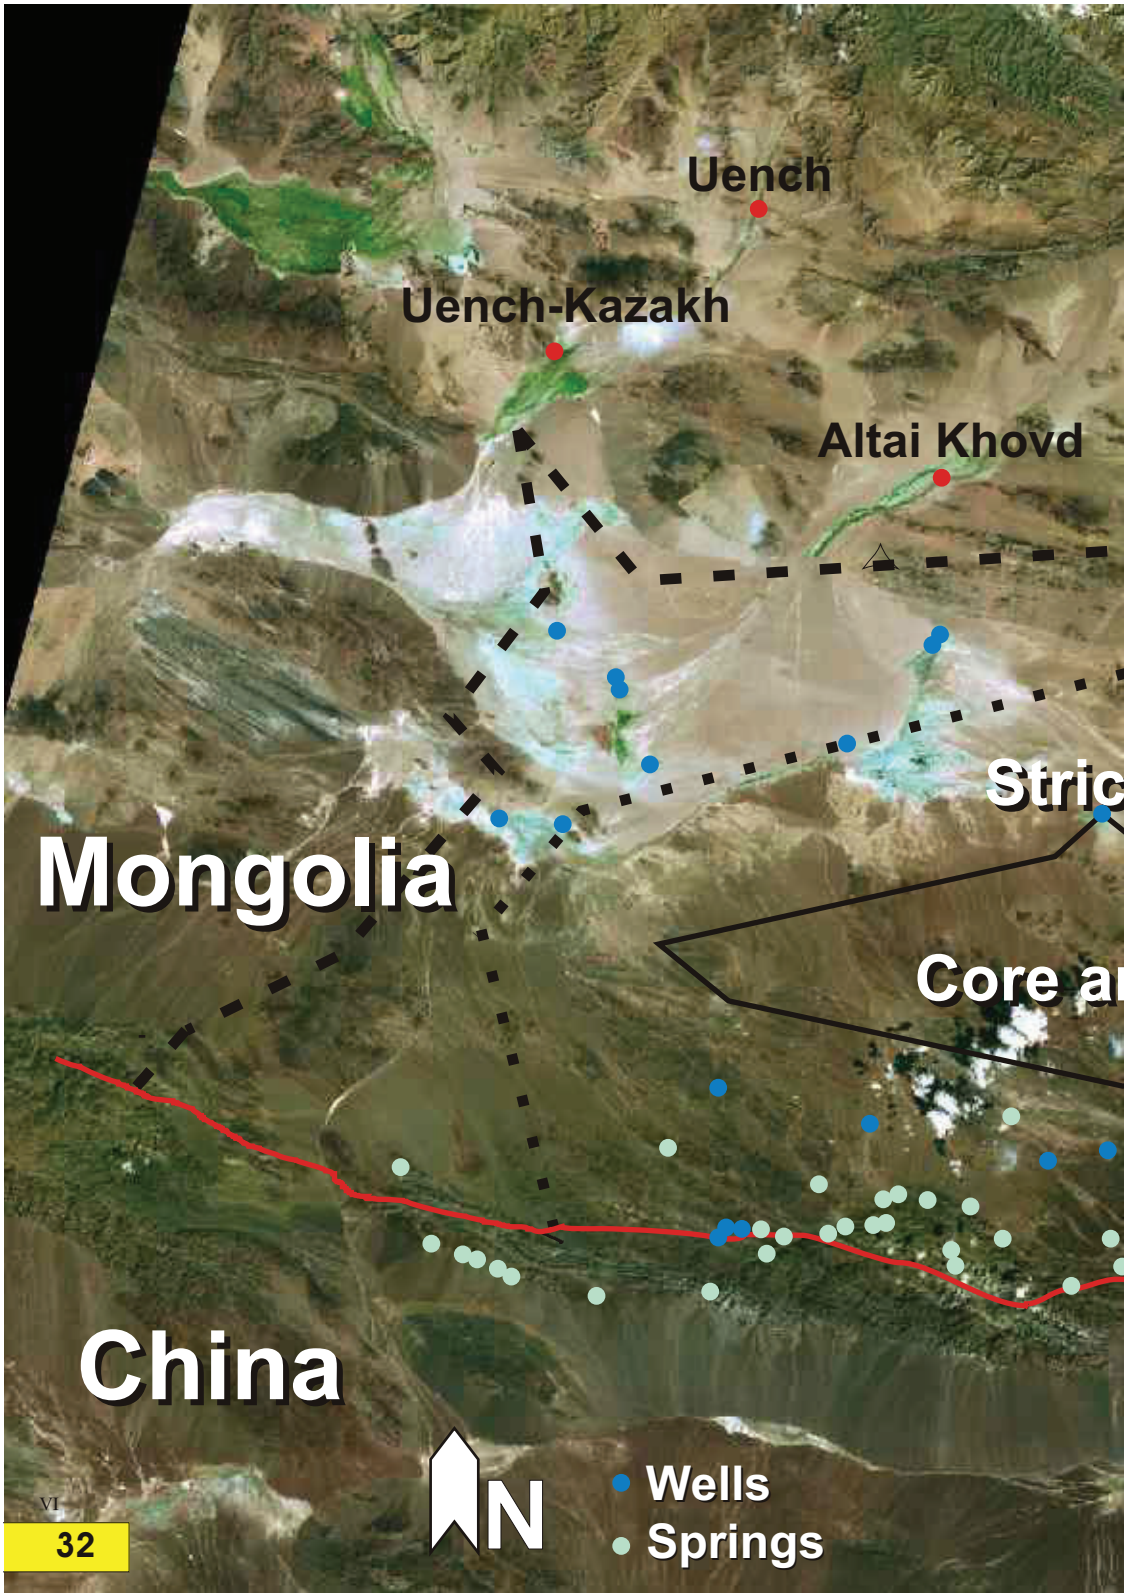 Uench
Uench-Kazakh
Altai Khovd
Stric
Mongolia
Core ar
China
N
Wells
Springs
VI
32